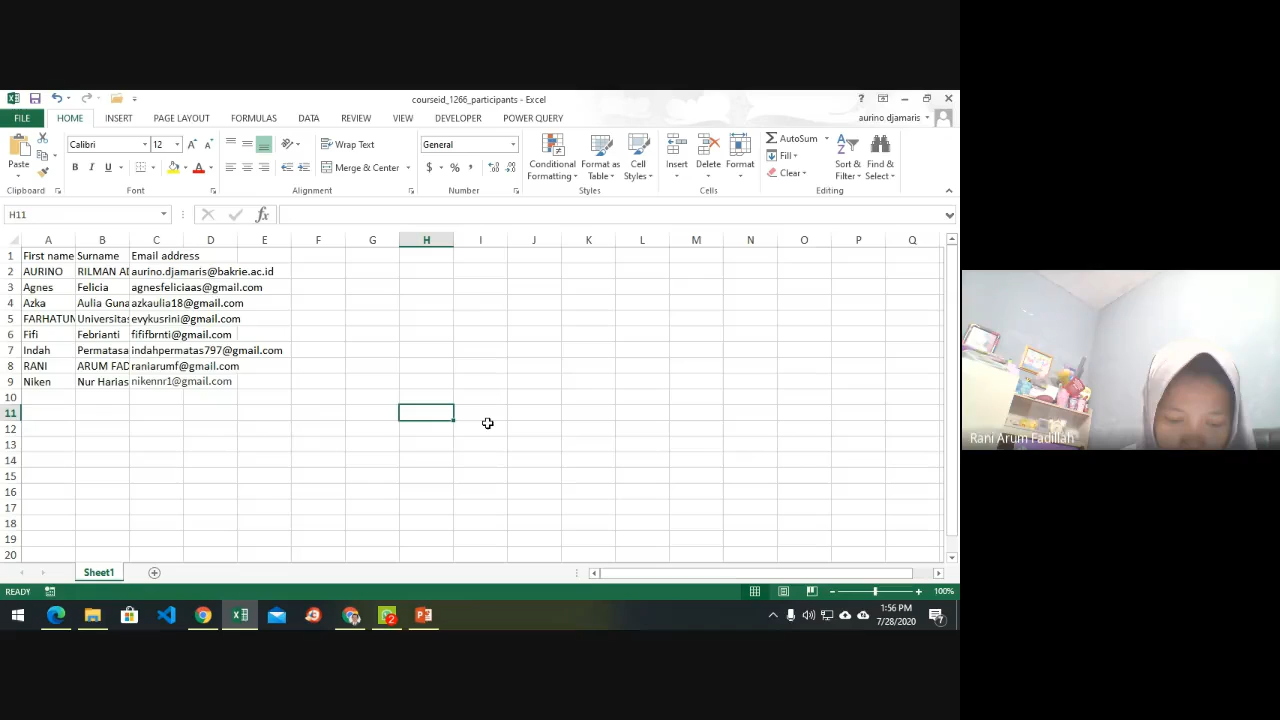 courseid_1266_participants - Excel
FILE HOME INSERT PAGE LAYOUT FORMULAS DATA REVIEW VIEW DEVELOPER POWER QUERY aurino djamaris
Paste Calibri 12 Wrap Text General Conditional Formatting Format as Table Cell Styles Insert Delete Format AutoSum Sort & Filter Find & Select
B I U Merge & Center $ % , Fill
Clear
Clipboard Font Alignment Number Styles Cells Editing
H11 fx
A B C D E F G H I J K L M N O P Q
1 First name Surname Email address
2 AURINO RILMAN AD aurino.djamaris@bakrie.ac.id
3 Agnes Felicia agnesfeliciaas@gmail.com
4 Azka Aulia Guna azkaulia18@gmail.com
5 FARHATUN Universitas evykusrini@gmail.com
6 Fifi Febrianti fififbrnti@gmail.com
7 Indah Permatasa indahpermatas797@gmail.com
8 RANI ARUM FAD raniarumf@gmail.com
9 Niken Nur Harias nikennr1@gmail.com
10
11
12
13
14
15
16
17
18
19
20
Sheet1
READY 100%
1:56 PM
7/28/2020
Rani Arum Fadillah